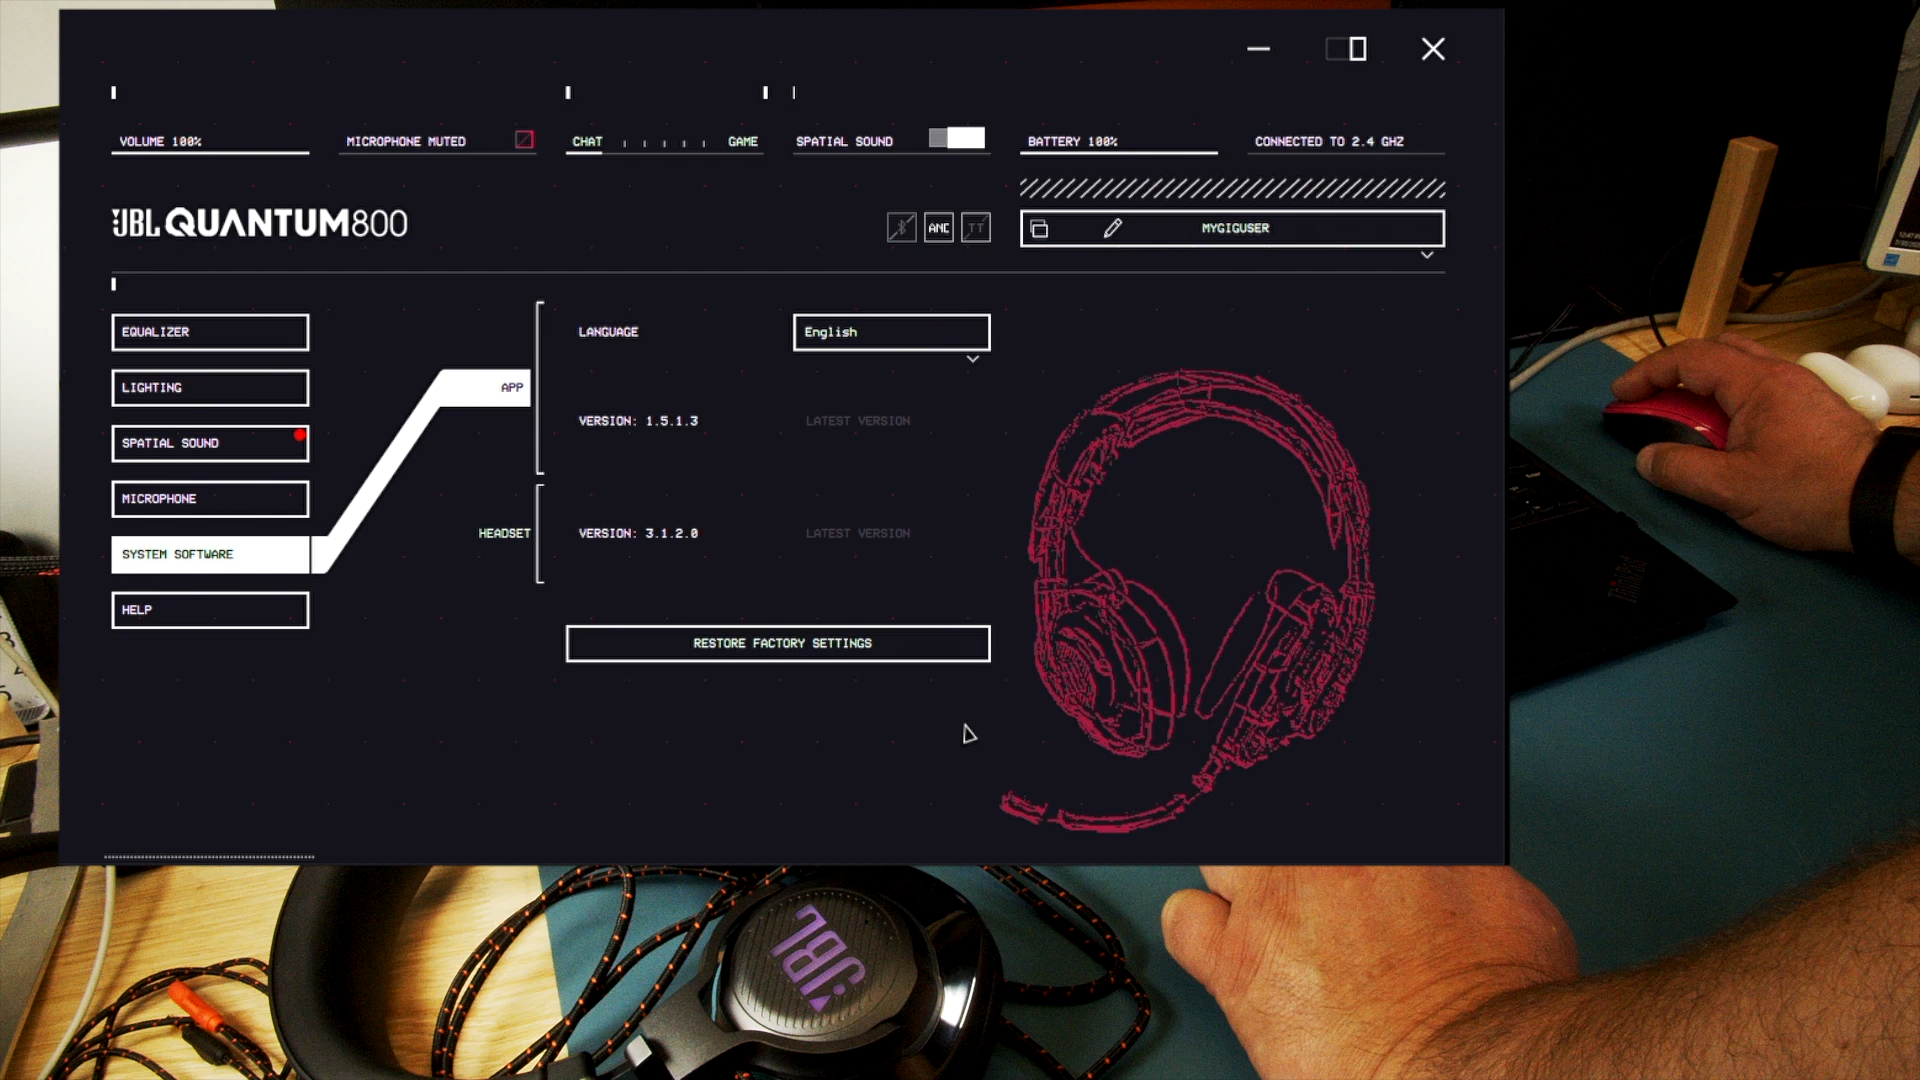 VOLUME 100%
MICROPHONE MUTED
CHAT
GAME
SPATIAL SOUND
BATTERY 100%
CONNECTED TO 2.4 GHZ
JBL QUANTUM800
ANC
TT
MYGIGUSER
EQUALIZER
LIGHTING
SPATIAL SOUND
MICROPHONE
SYSTEM SOFTWARE
HELP
APP
HEADSET
LANGUAGE
English
VERSION: 1.5.1.3
LATEST VERSION
VERSION: 3.1.2.0
LATEST VERSION
RESTORE FACTORY SETTINGS
JBL
ThinkPad